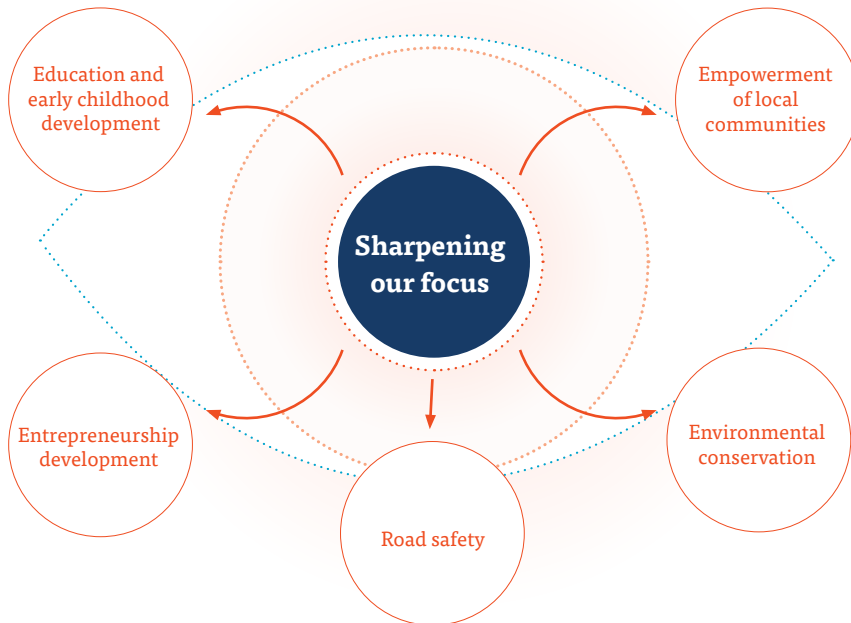 Education and
early childhood
development
Empowerment
of local
communities
Sharpening
our focus
Entrepreneurship
development
Environmental
conservation
Road safety